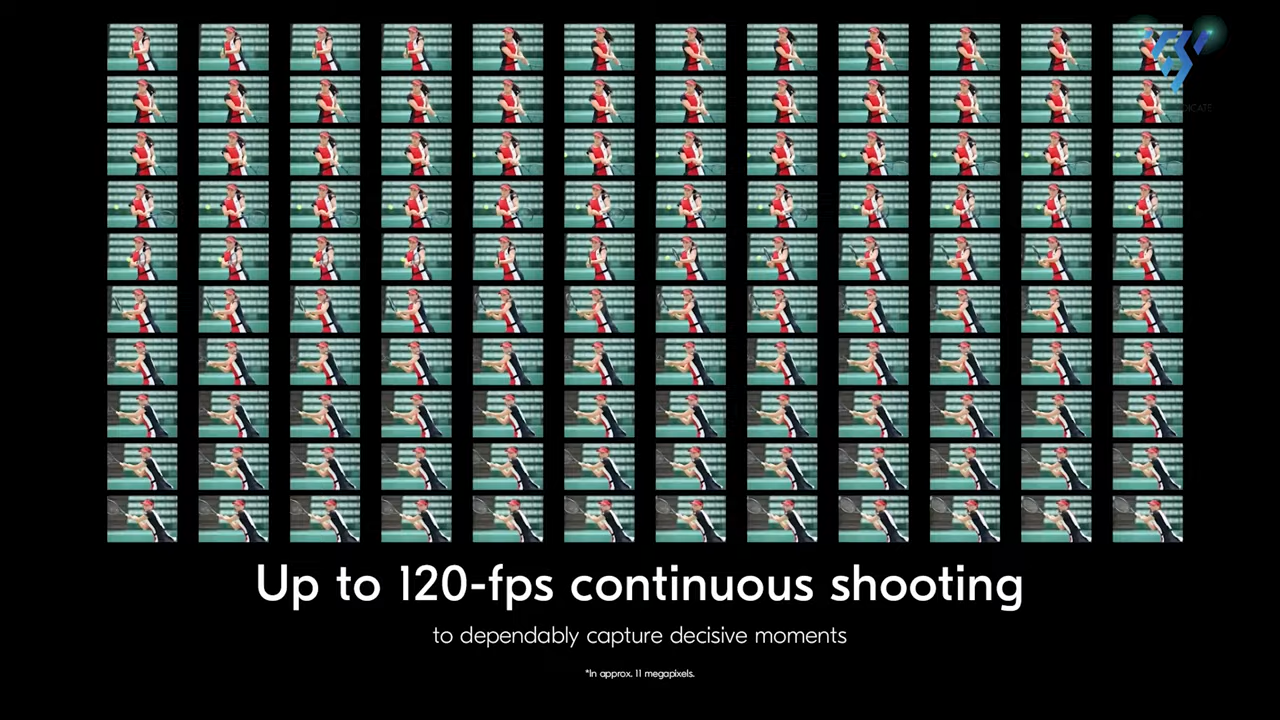 Up to 120-fps continuous shooting
to dependably capture decisive moments
*In approx. 11 megapixels.